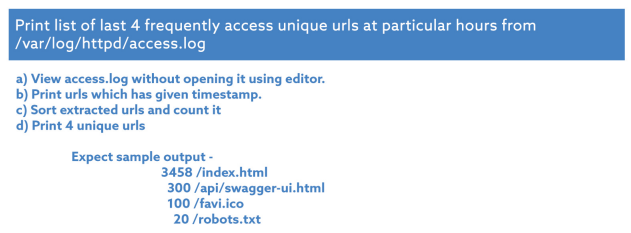 Print list of last 4 frequently access unique urls at particular hours from
/var/log/httpd/access.log
a) View access.log without opening it using editor.
b) Print urls which has given timestamp.
c) Sort extracted urls and count it
d) Print 4 unique urls
Expect sample output -
3458 /index.html
300 /api/swagger-ui.html
100 /favi.ico
20 /robots.txt